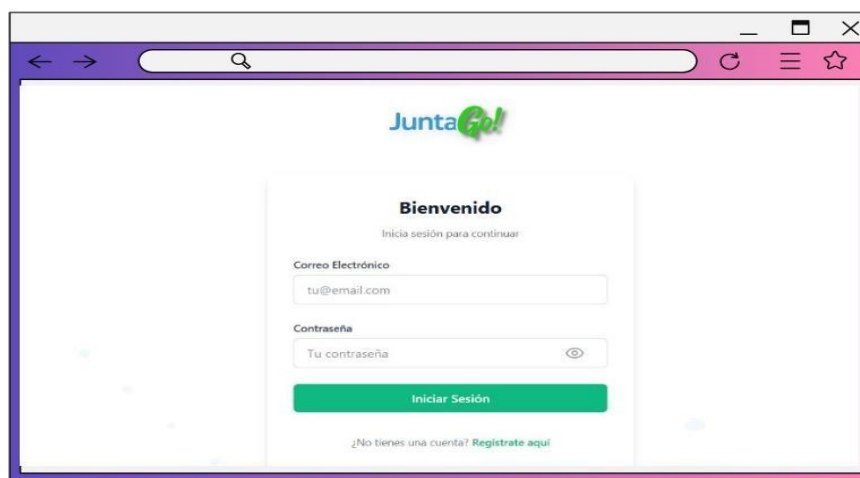 JuntaGo!
Bienvenido
Inicia sesión para continuar
Correo Electrónico
tu@email.com
Contraseña
Tu contraseña
Iniciar Sesión
¿No tienes una cuenta? Regístrate aquí